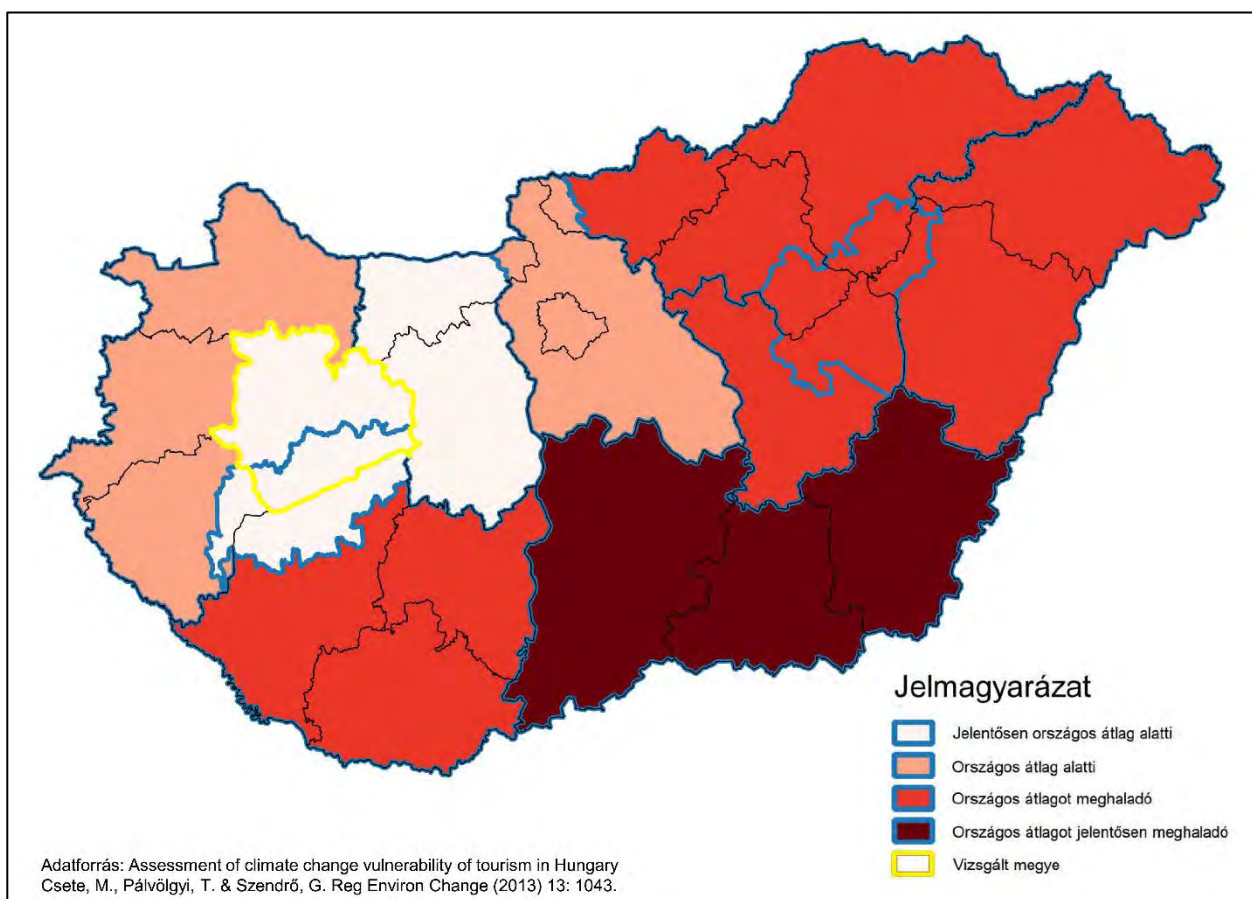 Jelmagyarázat
Jelentősen országos átlag alatti
Országos átlag alatti
Országos átlagot meghaladó
Országos átlagot jelentősen meghaladó
Vizsgált megye
Adatforrás: Assessment of climate change vulnerability of tourism in Hungary
Csete, M., Pálvölgyi, T. & Szendrő, G. Reg Environ Change (2013) 13: 1043.